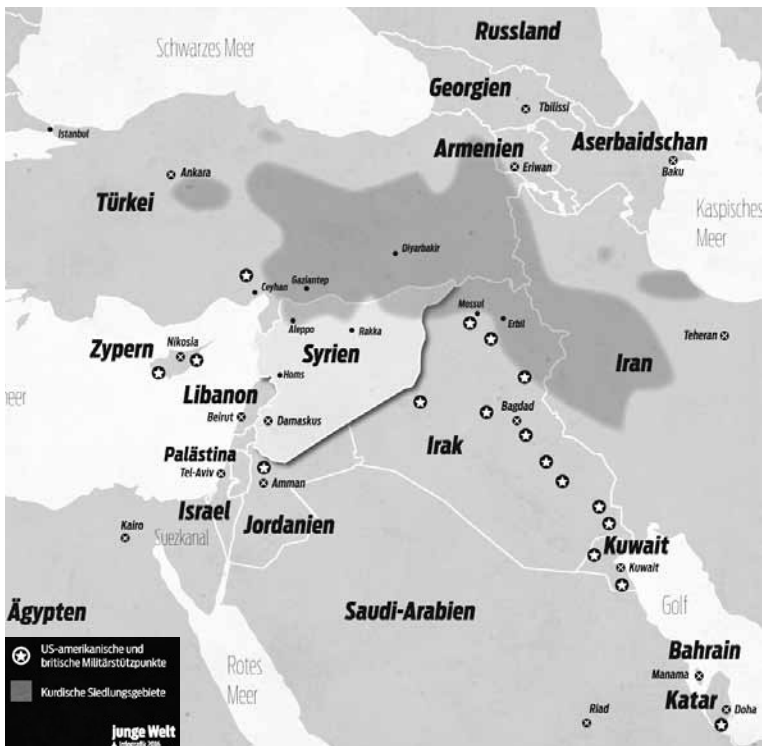 Russland
Schwarzes Meer
Georgien
Tbilissi
Istanbul
Armenien
Aserbaidschan
Eriwan
Baku
Ankara
Türkei
Kaspisches
Meer
Diyarbakir
Gaziantep
Ceyhan
Mossul
Erbil
Aleppo
Rakka
Teheran
Nikosia
Zypern
Syrien
Iran
Homs
Libanon
Beirut
Damaskus
Bagdad
Irak
Palästina
Tel-Aviv
Amman
Israel
Jordanien
Kairo
Suezkanal
Kuwait
Kuwait
Ägypten
Saudi-Arabien
Golf
US-amerikanische und
britische Militärstützpunkte
Kurdische Siedlungsgebiete
junge Welt
Infografik 2016
Rotes
Meer
Bahrain
Manama
Katar
Riad
Doha